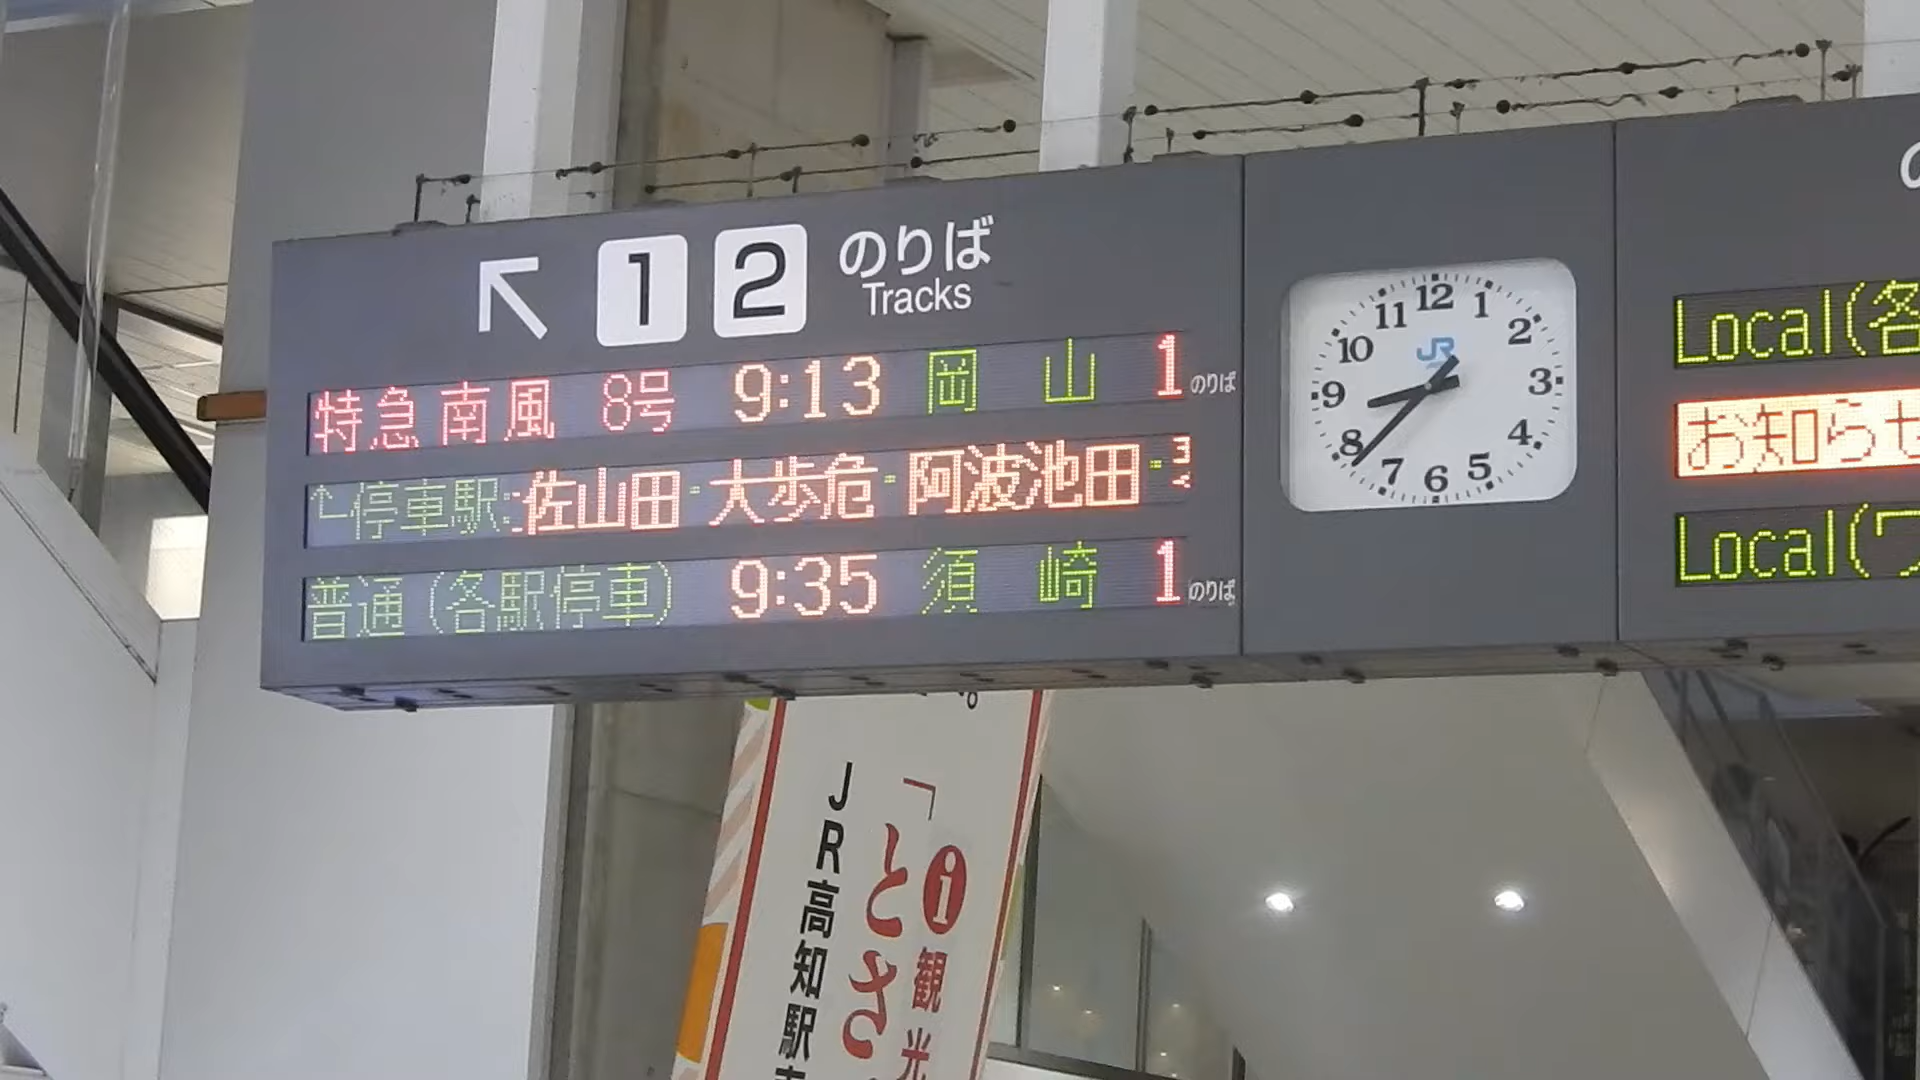 1 2 のりば
Tracks
特急 南風 8号 9:13 岡 山 1 のりば
停車駅:佐山田・大歩危・阿波池田・
普通(各駅停車) 9:35 須 崎 1 のりば
12 1 2 3 4 5 6 7 8 9 10 11
JR
の
Local(各
お知らせ
Local(ワ
JR高知駅
「とさ
i観光